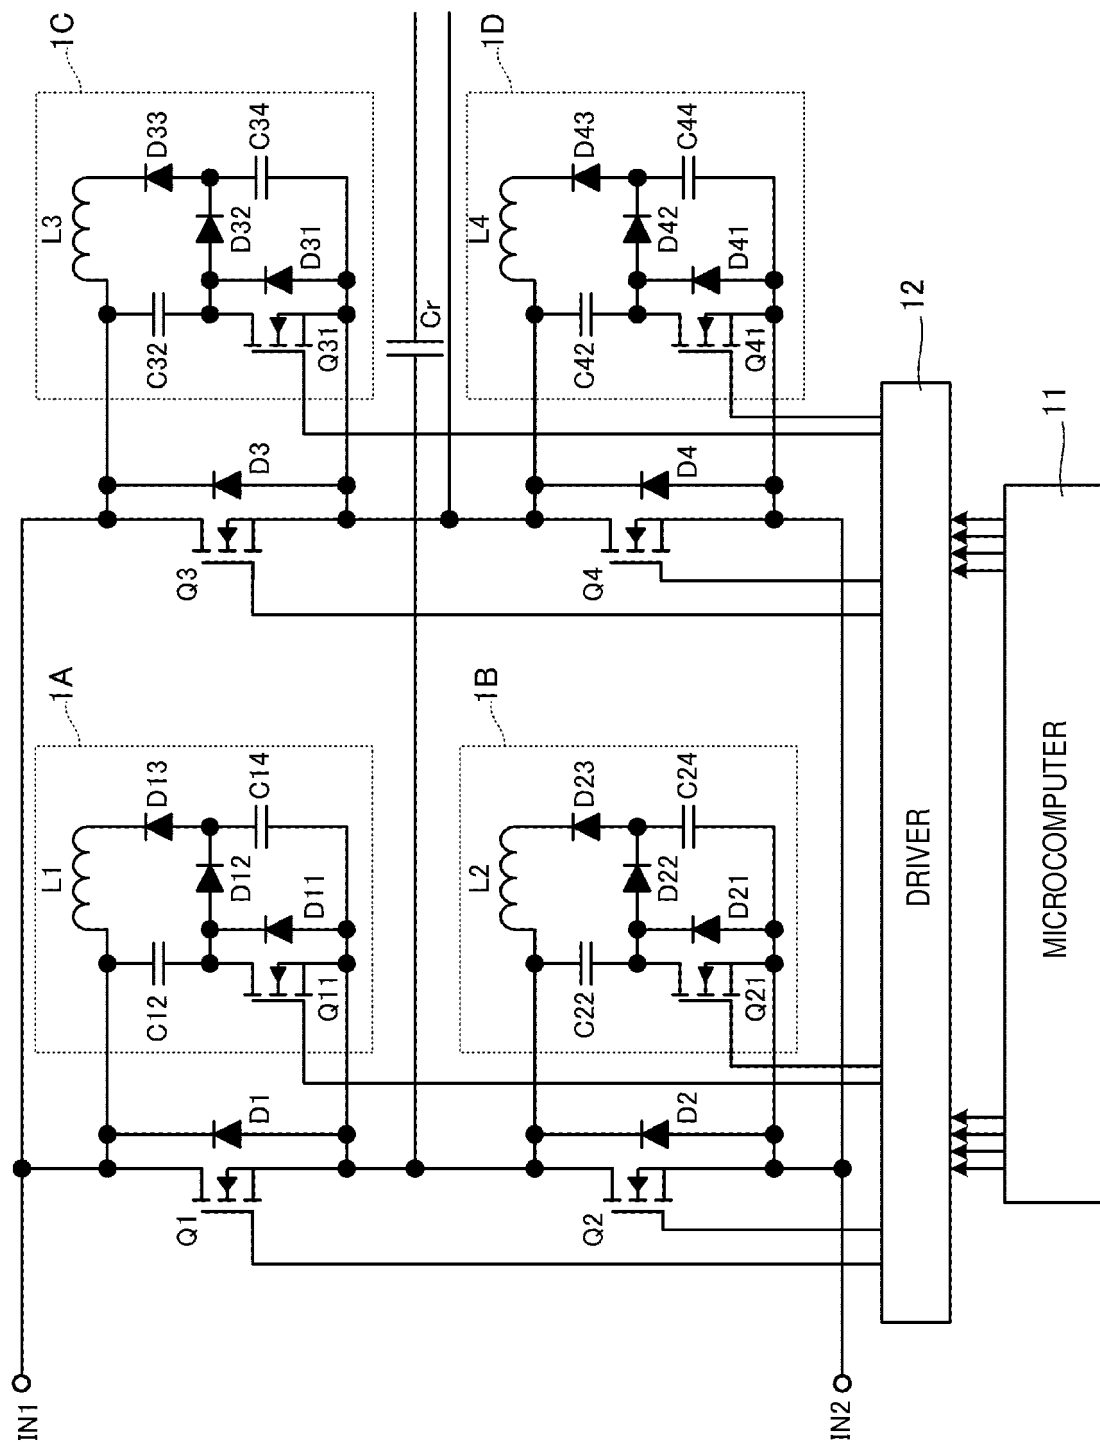 1C
1D
L3
D33
C34
D32
D31
C32
Q31
L4
D43
C44
D42
D41
C42
Q41
Cr
D3
Q3
D4
Q4
12
11
1A
1B
L1
D13
C14
D12
D11
C12
Q11
L2
D23
C24
D22
D21
C22
Q21
D1
Q1
D2
Q2
DRIVER
MICROCOMPUTER
IN1
IN2